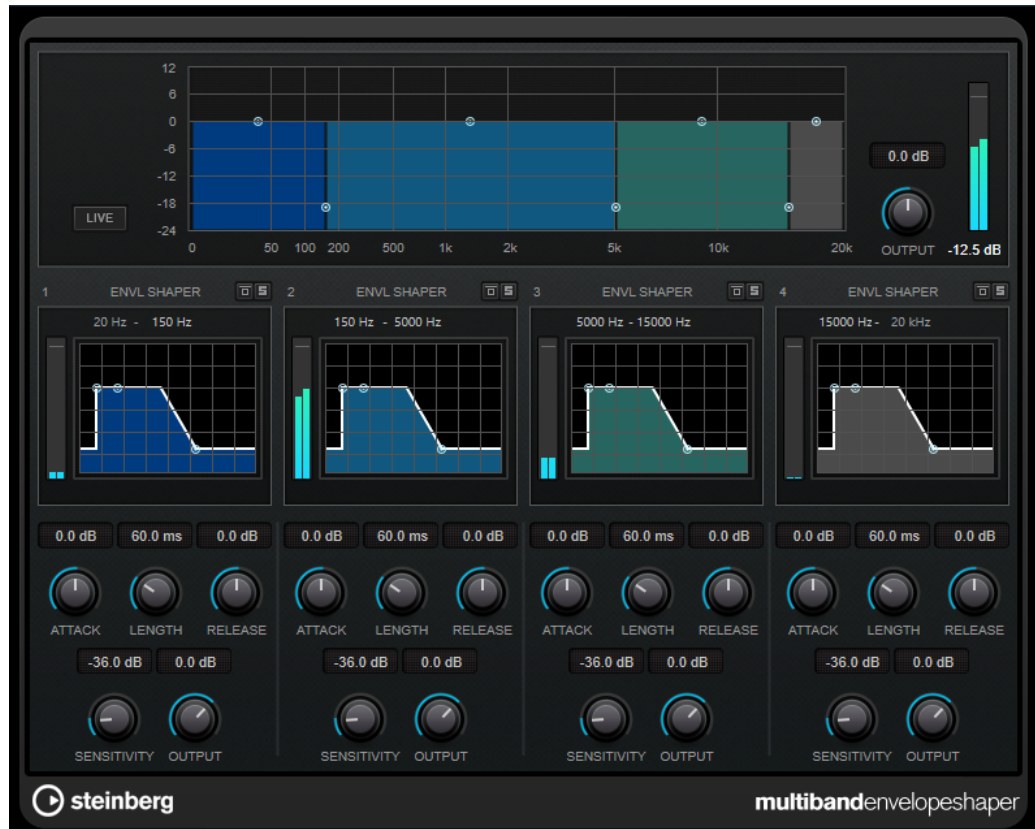 12
6
0
-6
-12
-18
-24
LIVE
0 50 100 200 500 1k 2k 5k 10k 20k
0.0 dB
OUTPUT -12.5 dB
1 ENVL SHAPER S
2 ENVL SHAPER S
3 ENVL SHAPER S
4 ENVL SHAPER S
20 Hz - 150 Hz
150 Hz - 5000 Hz
5000 Hz - 15000 Hz
15000 Hz - 20 kHz
0.0 dB 60.0 ms 0.0 dB
0.0 dB 60.0 ms 0.0 dB
0.0 dB 60.0 ms 0.0 dB
0.0 dB 60.0 ms 0.0 dB
ATTACK LENGTH RELEASE
ATTACK LENGTH RELEASE
ATTACK LENGTH RELEASE
ATTACK LENGTH RELEASE
-36.0 dB 0.0 dB
-36.0 dB 0.0 dB
-36.0 dB 0.0 dB
-36.0 dB 0.0 dB
SENSITIVITY OUTPUT
SENSITIVITY OUTPUT
SENSITIVITY OUTPUT
SENSITIVITY OUTPUT
steinberg
multibandenvelopeshaper